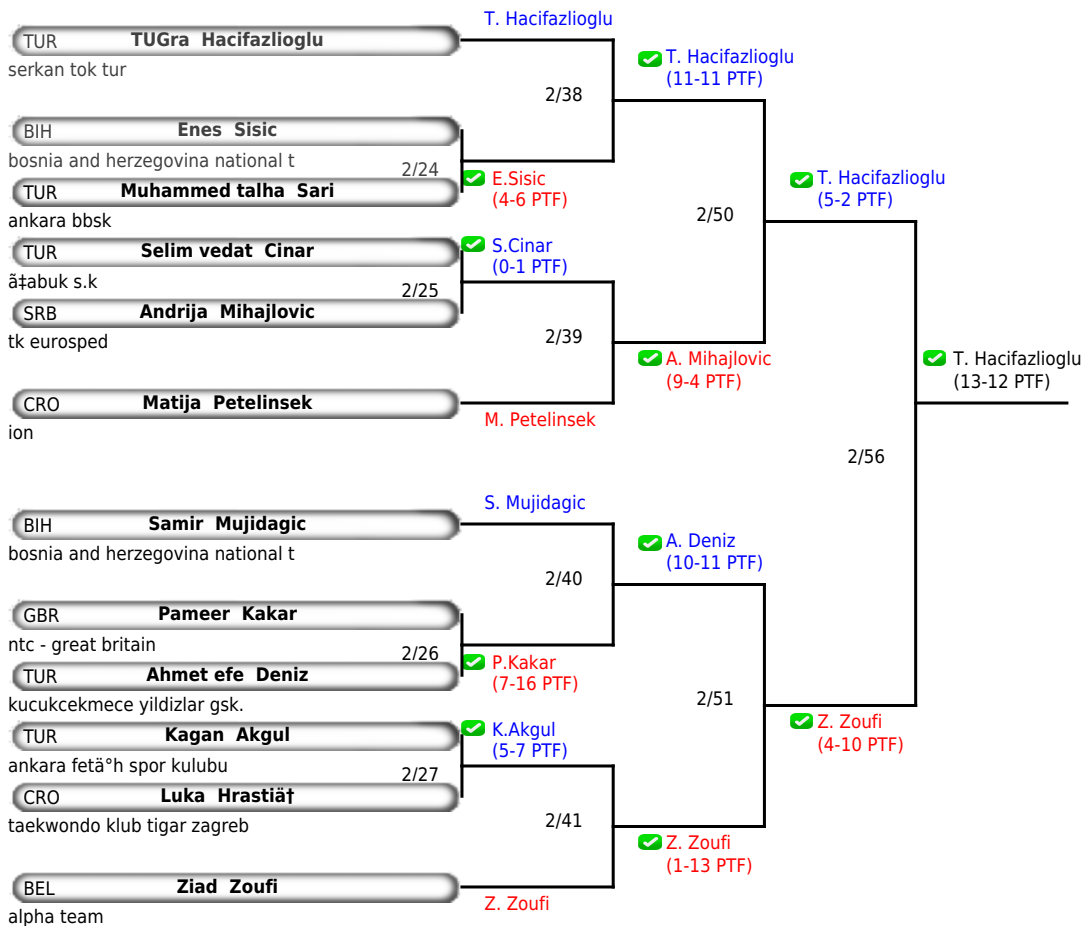 T. Hacifazlioglu
TUR TUGra Hacifazlioglu
serkan tok tur
T. Hacifazlioglu
(11-11 PTF)
2/38
BIH Enes Sisic
bosnia and herzegovina national t
2/24
E.Sisic
(4-6 PTF)
TUR Muhammed talha Sari
ankara bbsk
T. Hacifazlioglu
(5-2 PTF)
2/50
TUR Selim vedat Cinar
ã‡abuk s.k
S.Cinar
(0-1 PTF)
2/25
SRB Andrija Mihajlovic
tk eurosped
2/39
A. Mihajlovic
(9-4 PTF)
T. Hacifazlioglu
(13-12 PTF)
CRO Matija Petelinsek
ion
M. Petelinsek
2/56
S. Mujidagic
BIH Samir Mujidagic
bosnia and herzegovina national t
A. Deniz
(10-11 PTF)
2/40
GBR Pameer Kakar
ntc - great britain
2/26
P.Kakar
(7-16 PTF)
TUR Ahmet efe Deniz
kucukcekmece yildizlar gsk.
2/51
Z. Zoufi
(4-10 PTF)
TUR Kagan Akgul
ankara fetä°h spor kulubu
K.Akgul
(5-7 PTF)
2/27
CRO Luka Hrastiä†
taekwondo klub tigar zagreb
2/41
Z. Zoufi
(1-13 PTF)
BEL Ziad Zoufi
alpha team
Z. Zoufi